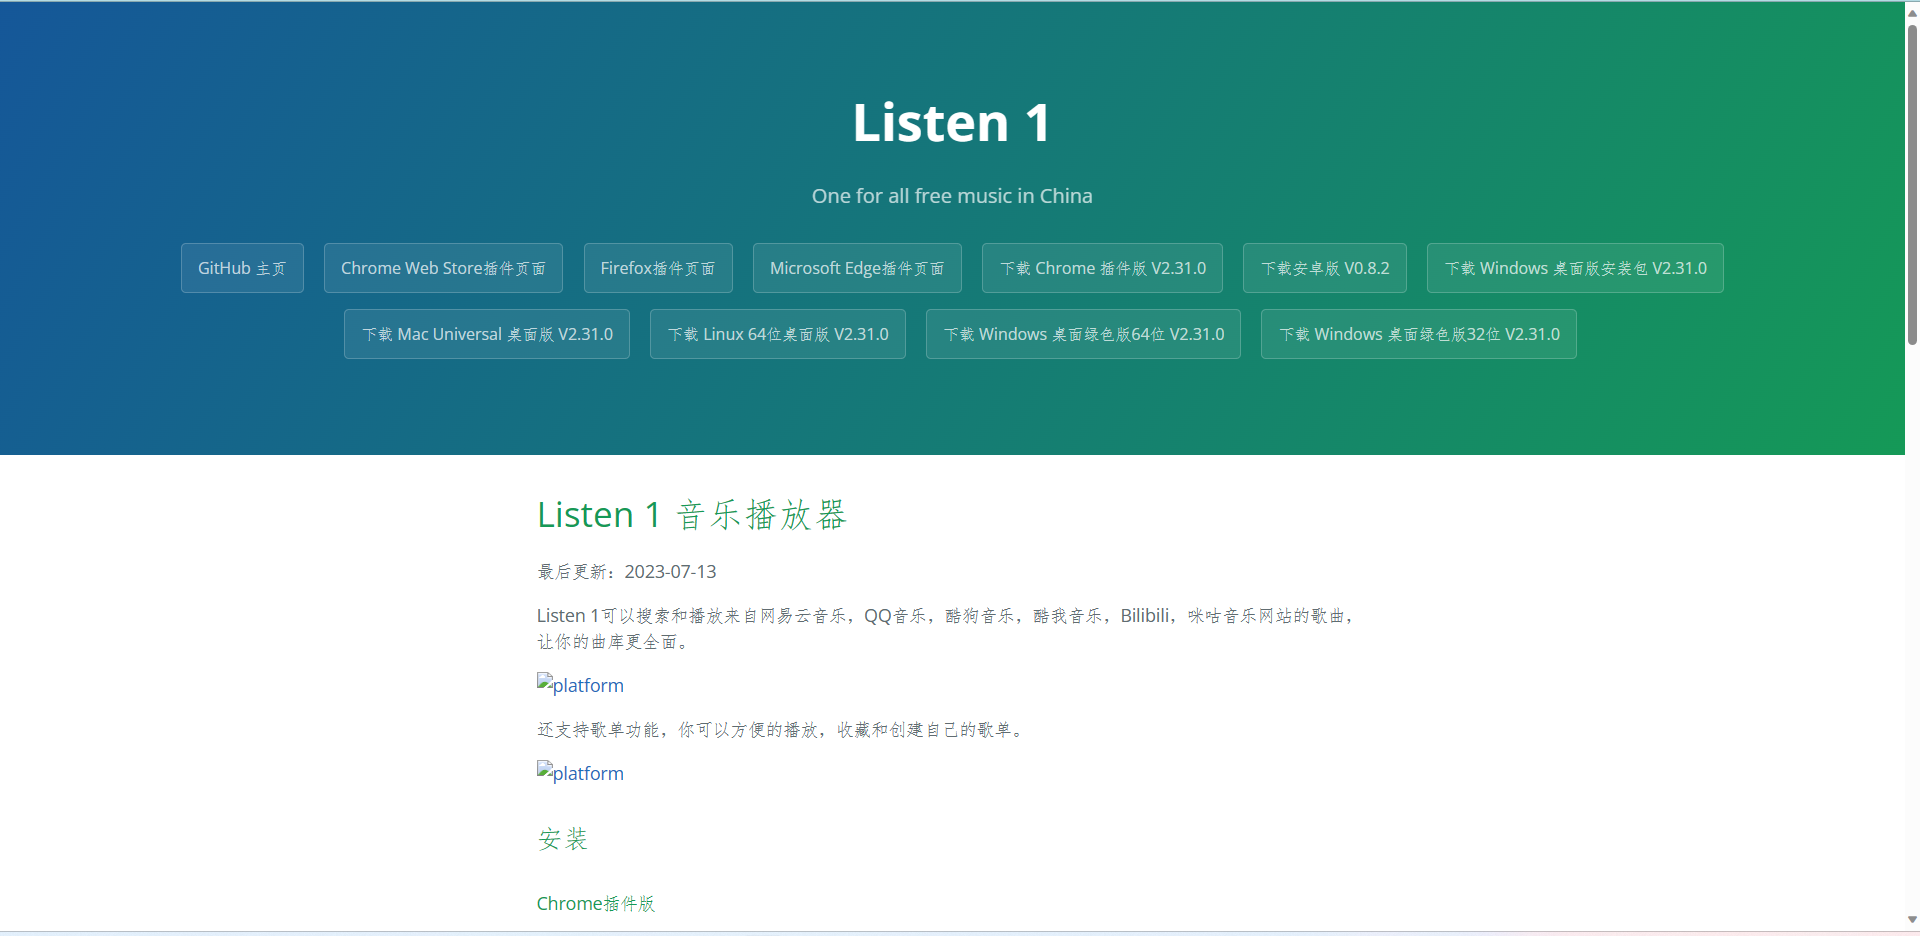 Listen 1
One for all free music in China
GitHub 主页
Chrome Web Store插件页面
Firefox插件页面
Microsoft Edge插件页面
下载 Chrome 插件版 V2.31.0
下载安卓版 V0.8.2
下载 Windows 桌面版安装包 V2.31.0
下载 Mac Universal 桌面版 V2.31.0
下载 Linux 64位桌面版 V2.31.0
下载 Windows 桌面绿色版64位 V2.31.0
下载 Windows 桌面绿色版32位 V2.31.0
Listen 1 音乐播放器
最后更新：2023-07-13
Listen 1可以搜索和播放来自网易云音乐，QQ音乐，酷狗音乐，酷我音乐，Bilibili，咪咕音乐网站的歌曲，
让你的曲库更全面。
platform
还支持歌单功能，你可以方便的播放，收藏和创建自己的歌单。
platform
安装
Chrome插件版